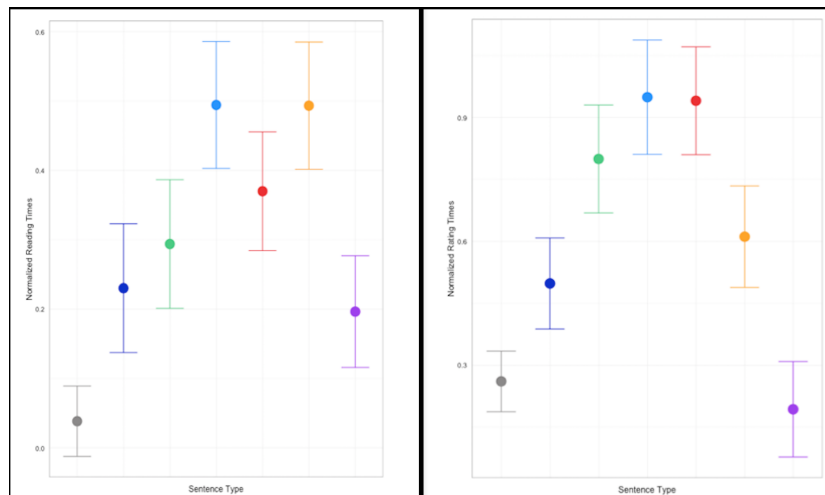 0.6
0.4
0.2
0.0
Normalized Reading Times
Sentence Type
0.9
0.6
0.3
Normalized Rating Times
Sentence Type